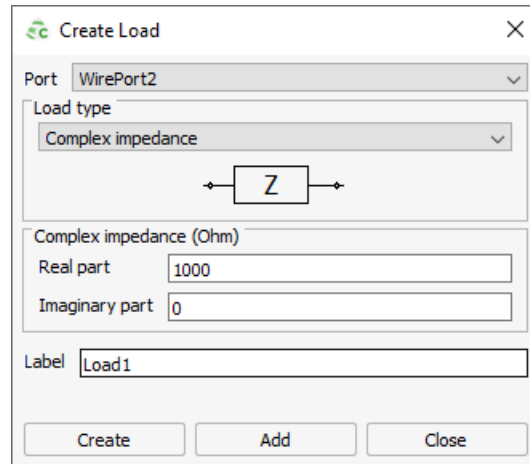 Create Load
Port WirePort2
Load type
Complex impedance
Z
Complex impedance (Ohm)
Real part 1000
Imaginary part 0
Label Load1
Create Add Close